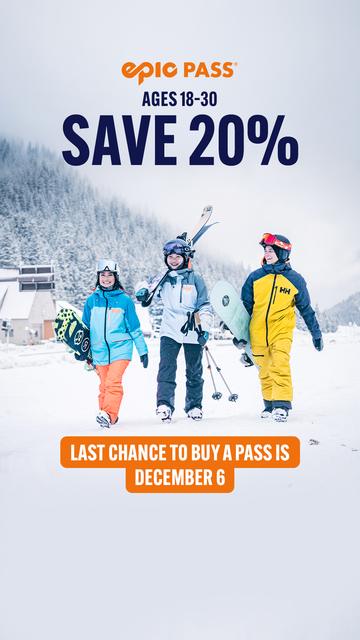 epic PASS®
AGES 18-30
SAVE 20%
HH
LAST CHANCE TO BUY A PASS IS
DECEMBER 6